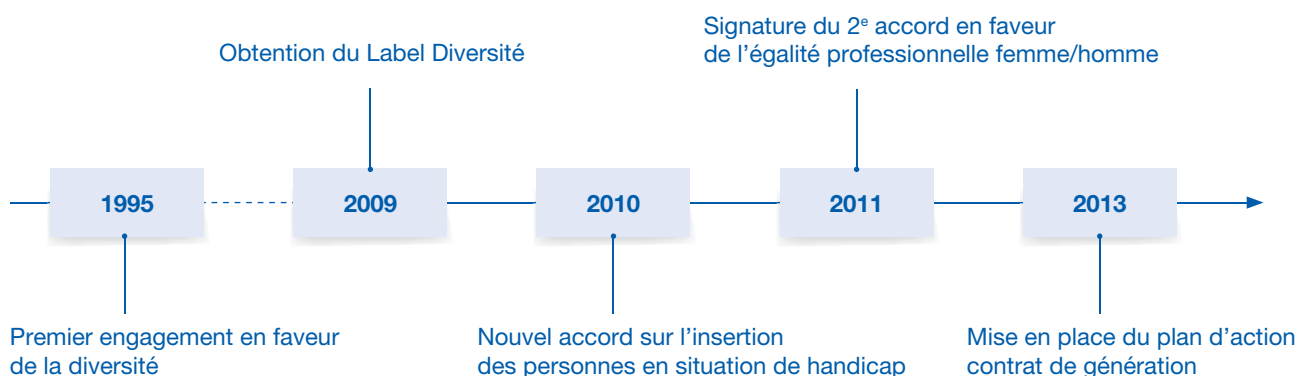 Signature du 2e accord en faveur
de l’égalité professionnelle femme/homme
Obtention du Label Diversité
1995
2009
2010
2011
2013
Premier engagement en faveur
de la diversité
Nouvel accord sur l’insertion
des personnes en situation de handicap
Mise en place du plan d’action
contrat de génération